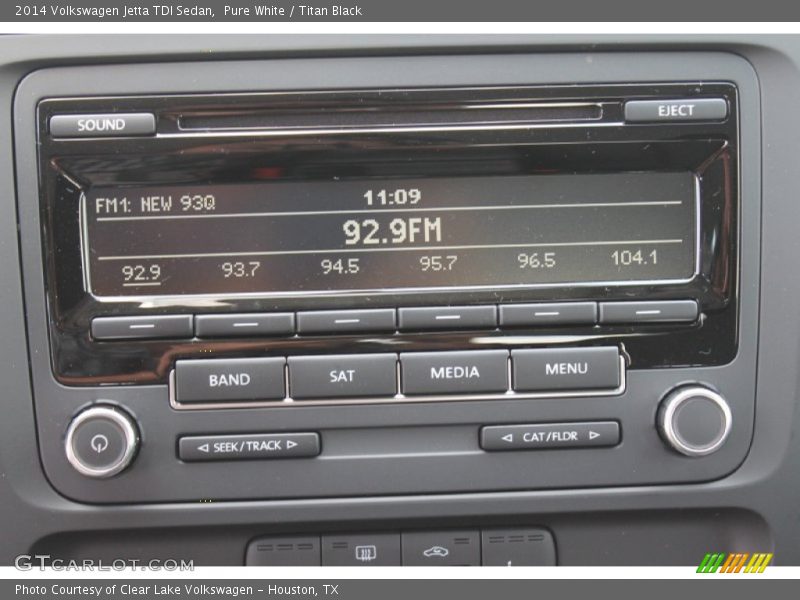 2014 Volkswagen Jetta TDI Sedan, Pure White / Titan Black
SOUND
EJECT
FM1: NEW 93Q
11:09
92.9FM
92.9 93.7 94.5 95.7 96.5 104.1
BAND SAT MEDIA MENU
SEEK/TRACK
CAT/FLDR
GTCARLOT.COM
Photo Courtesy of Clear Lake Volkswagen – Houston, TX